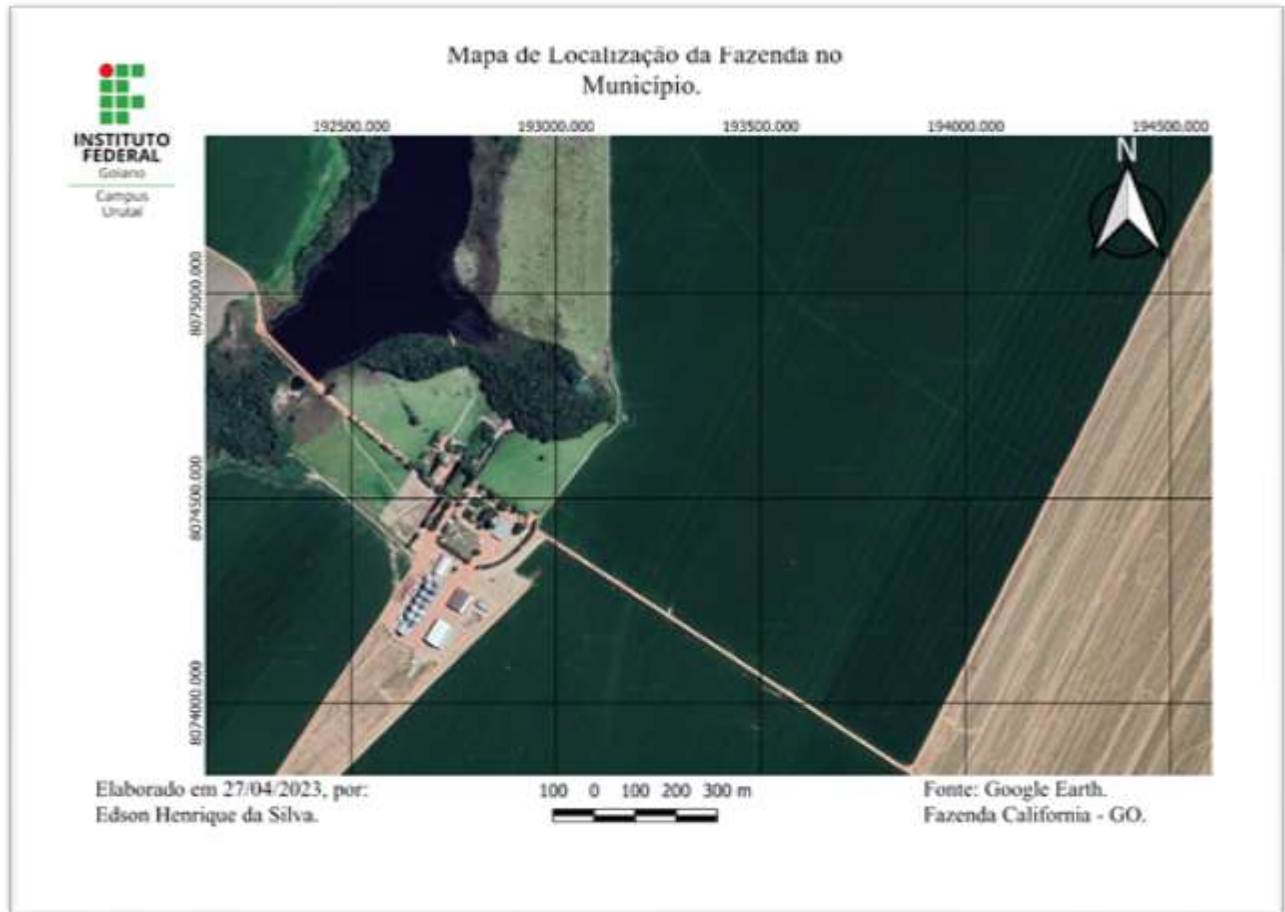 Mapa de Localização da Fazenda no
Município.
INSTITUTO
FEDERAL
Goiano
Campus
Urutaí
192500.000 193000.000 193500.000 194000.000 194500.000
N
8075000.000
8074500.000
8074000.000
Elaborado em 27/04/2023, por:
Edson Henrique da Silva.
100 0 100 200 300 m
Fonte: Google Earth.
Fazenda California - GO.